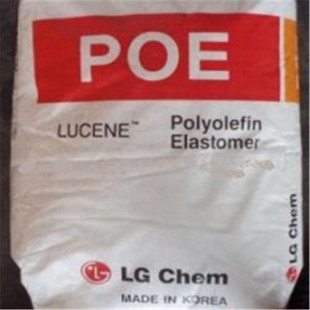 POE
LUCENE™ Polyolefin
Elastomer
LG Chem
MADE IN KOREA
LG Chem